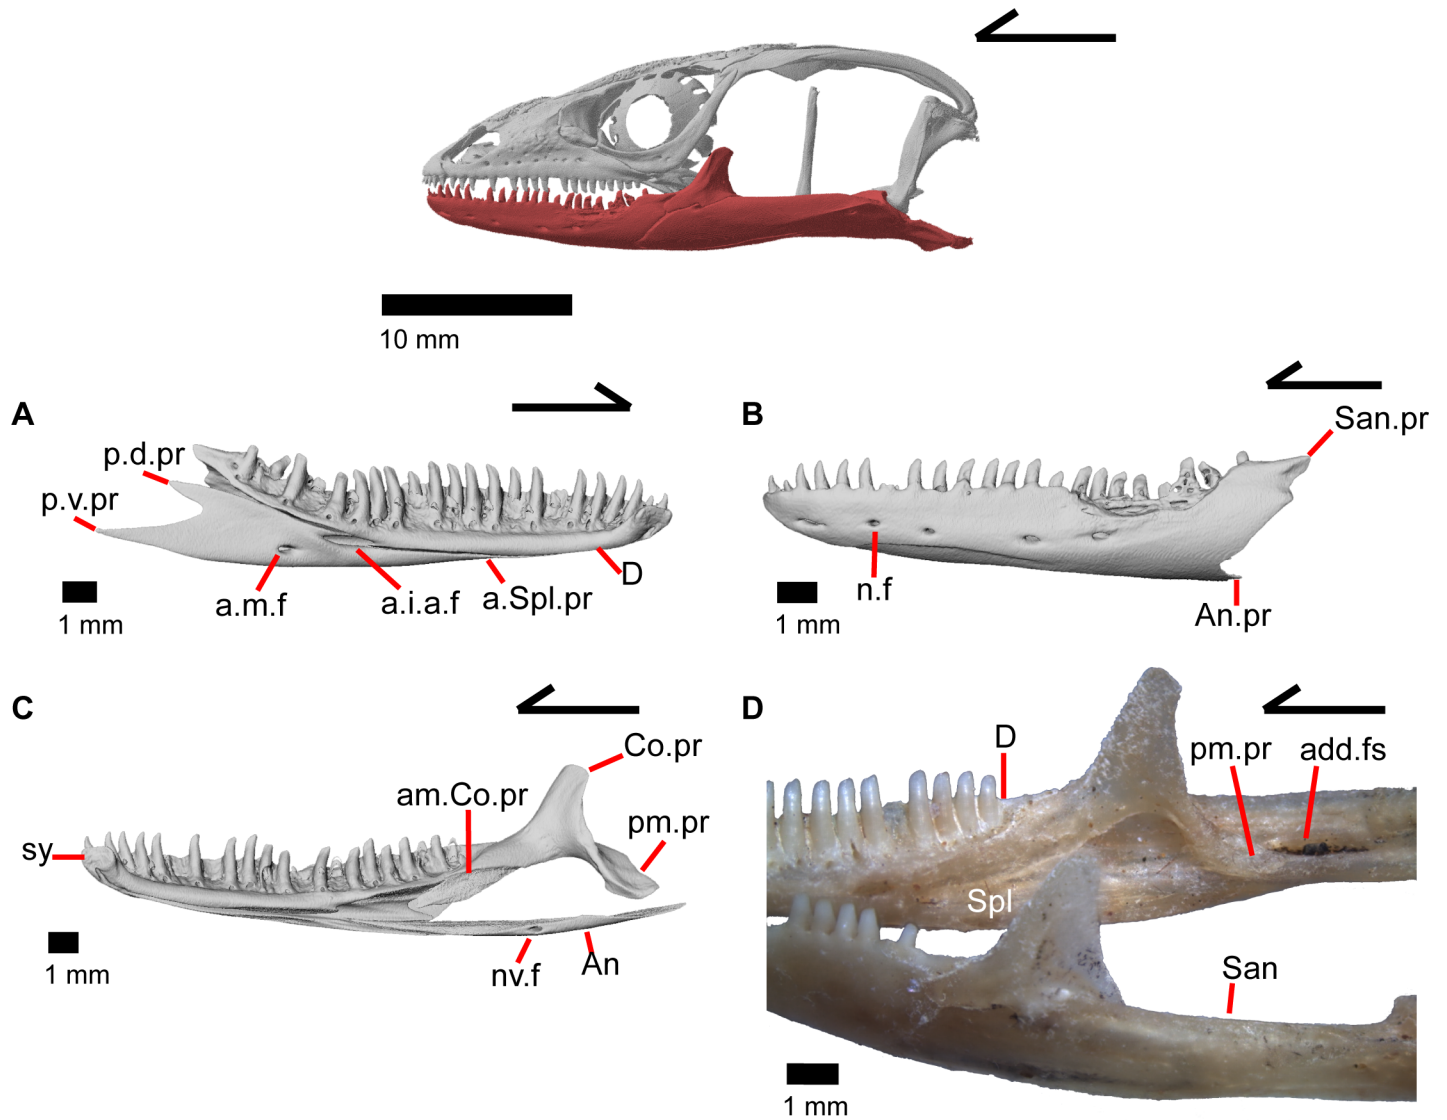 10 mm
A
p.d.pr
p.v.pr
a.m.f
a.i.a.f
a.Spl.pr
D
1 mm
B
San.pr
n.f
An.pr
1 mm
C
Co.pr
am.Co.pr
pm.pr
sy
nv.f
An
1 mm
D
D
pm.pr
add.fs
Spl
San
1 mm